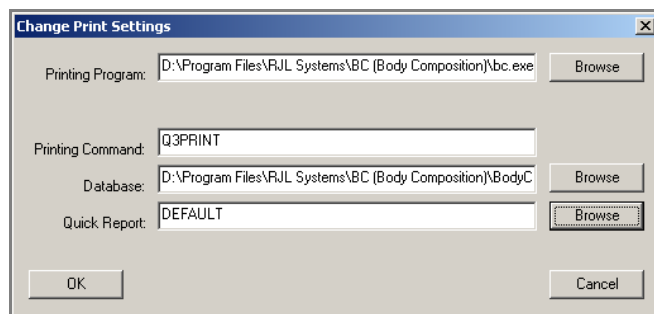 Change Print Settings
Printing Program: D:\Program Files\RJL Systems\BC (Body Composition)\bc.exe Browse
Printing Command: Q3PRINT
Database: D:\Program Files\RJL Systems\BC (Body Composition)\BodyC Browse
Quick Report: DEFAULT Browse
OK Cancel